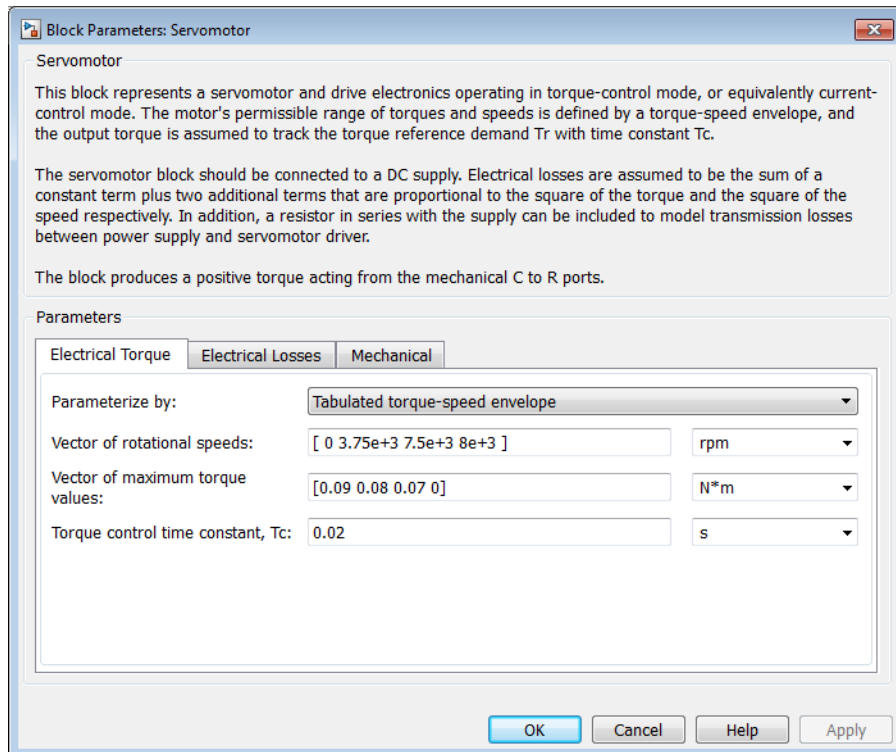 Block Parameters: Servomotor
Servomotor
This block represents a servomotor and drive electronics operating in torque-control mode, or equivalently current-
control mode. The motor's permissible range of torques and speeds is defined by a torque-speed envelope, and
the output torque is assumed to track the torque reference demand Tr with time constant Tc.
The servomotor block should be connected to a DC supply. Electrical losses are assumed to be the sum of a
constant term plus two additional terms that are proportional to the square of the torque and the square of the
speed respectively. In addition, a resistor in series with the supply can be included to model transmission losses
between power supply and servomotor driver.
The block produces a positive torque acting from the mechanical C to R ports.
Parameters
Electrical Torque Electrical Losses Mechanical
Parameterize by: Tabulated torque-speed envelope
Vector of rotational speeds: [ 0 3.75e+3 7.5e+3 8e+3 ] rpm
Vector of maximum torque
values: [0.09 0.08 0.07 0] N*m
Torque control time constant, Tc: 0.02 s
OK Cancel Help Apply